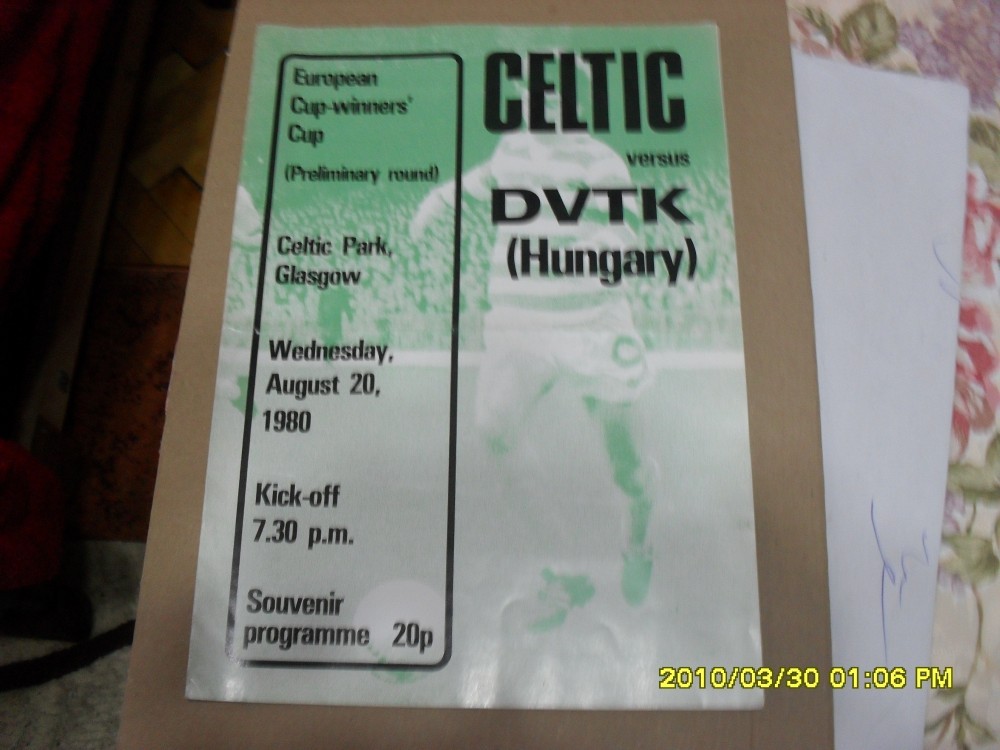 European
Cup-winners'
Cup
(Preliminary round)
Celtic Park,
Glasgow
Wednesday,
August 20,
1980
Kick-off
7.30 p.m.
Souvenir
programme 20p
CELTIC
versus
DVTK
(Hungary)
9
2010/03/30 01:06 PM